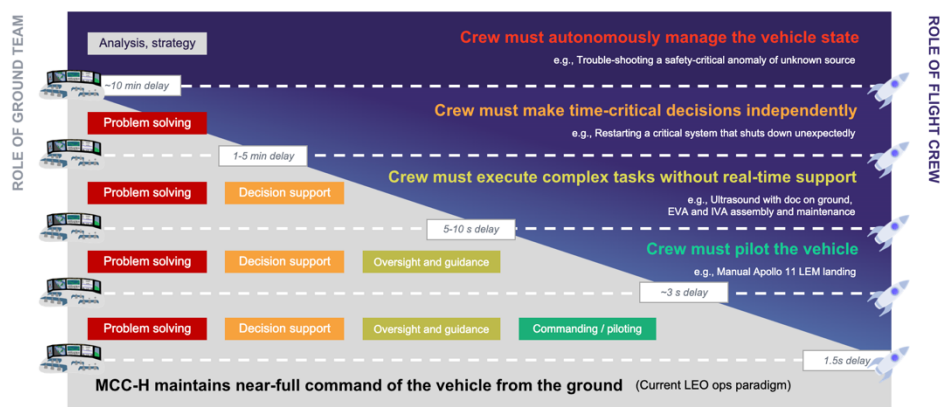 ROLE OF GROUND TEAM
ROLE OF FLIGHT CREW
Analysis, strategy
Crew must autonomously manage the vehicle state
e.g., Trouble-shooting a safety-critical anomaly of unknown source
~10 min delay
Crew must make time-critical decisions independently
Problem solving
e.g., Restarting a critical system that shuts down unexpectedly
1-5 min delay
Crew must execute complex tasks without real-time support
Problem solving
Decision support
e.g., Ultrasound with doc on ground,
EVA and IVA assembly and maintenance
5-10 s delay
Crew must pilot the vehicle
Problem solving
Decision support
Oversight and guidance
e.g., Manual Apollo 11 LEM landing
~3 s delay
Problem solving
Decision support
Oversight and guidance
Commanding / piloting
1.5s delay
MCC-H maintains near-full command of the vehicle from the ground (Current LEO ops paradigm)